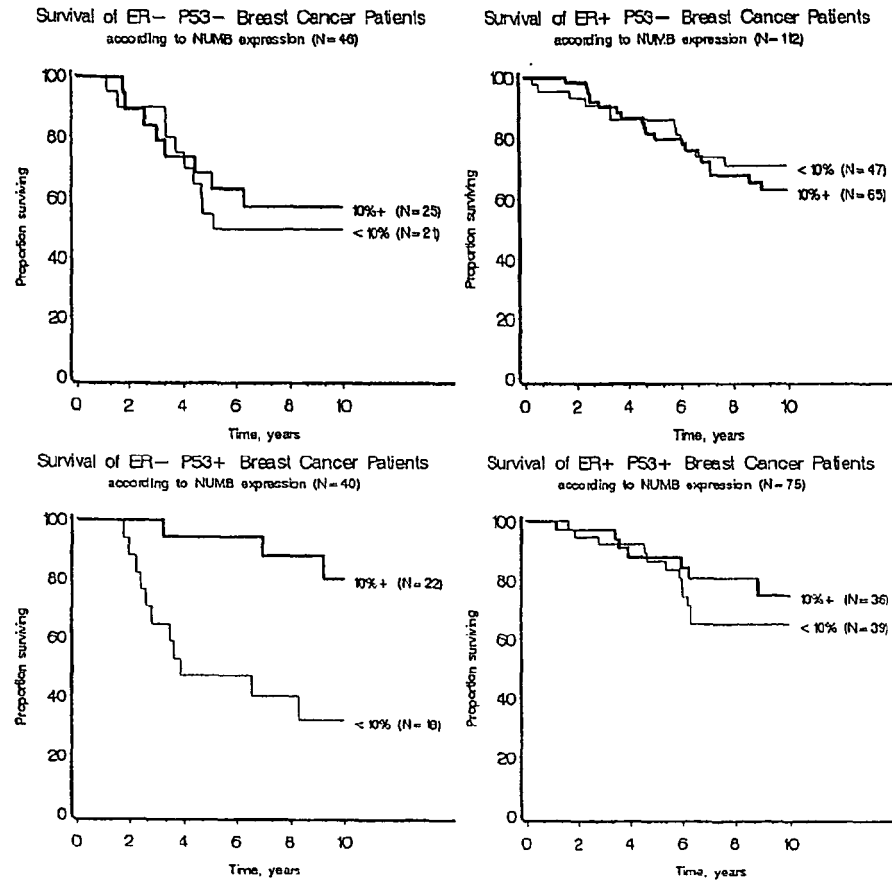 Survival of ER− P53− Breast Cancer Patients
according to NUMB expression (N=46)
Proportion surviving
100
80
60
40
20
0
10%+ (N=25)
<10% (N=21)
0 2 4 6 8 10
Time, years
Survival of ER+ P53− Breast Cancer Patients
according to NUMB expression (N=112)
Proportion surviving
100
80
60
40
20
0
<10% (N=47)
10%+ (N=65)
0 2 4 6 8 10
Time, years
Survival of ER− P53+ Breast Cancer Patients
according to NUMB expression (N=40)
Proportion surviving
100
80
60
40
20
0
10%+ (N=22)
<10% (N=18)
0 2 4 6 8 10
Time, years
Survival of ER+ P53+ Breast Cancer Patients
according to NUMB expression (N=75)
Proportion surviving
100
80
60
40
20
0
10%+ (N=36)
<10% (N=39)
0 2 4 6 8 10
Time, years